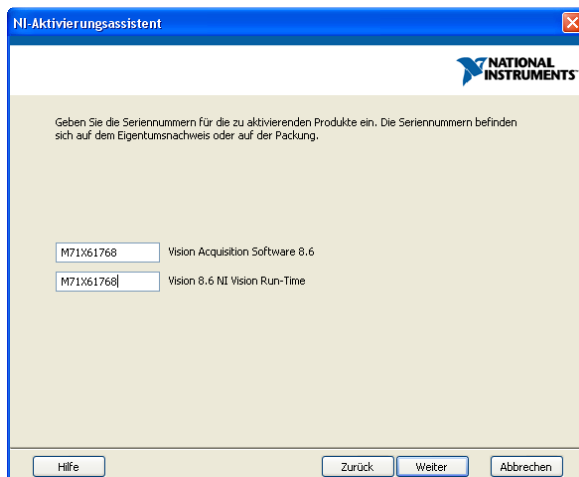 NI-Aktivierungsassistent
NATIONAL
INSTRUMENTS
Geben Sie die Seriennummern für die zu aktivierenden Produkte ein. Die Seriennummern befinden
sich auf dem Eigentumsnachweis oder auf der Packung.
M71X61768 Vision Acquisition Software 8.6
M71X61768 Vision 8.6 NI Vision Run-Time
Hilfe Zurück Weiter Abbrechen